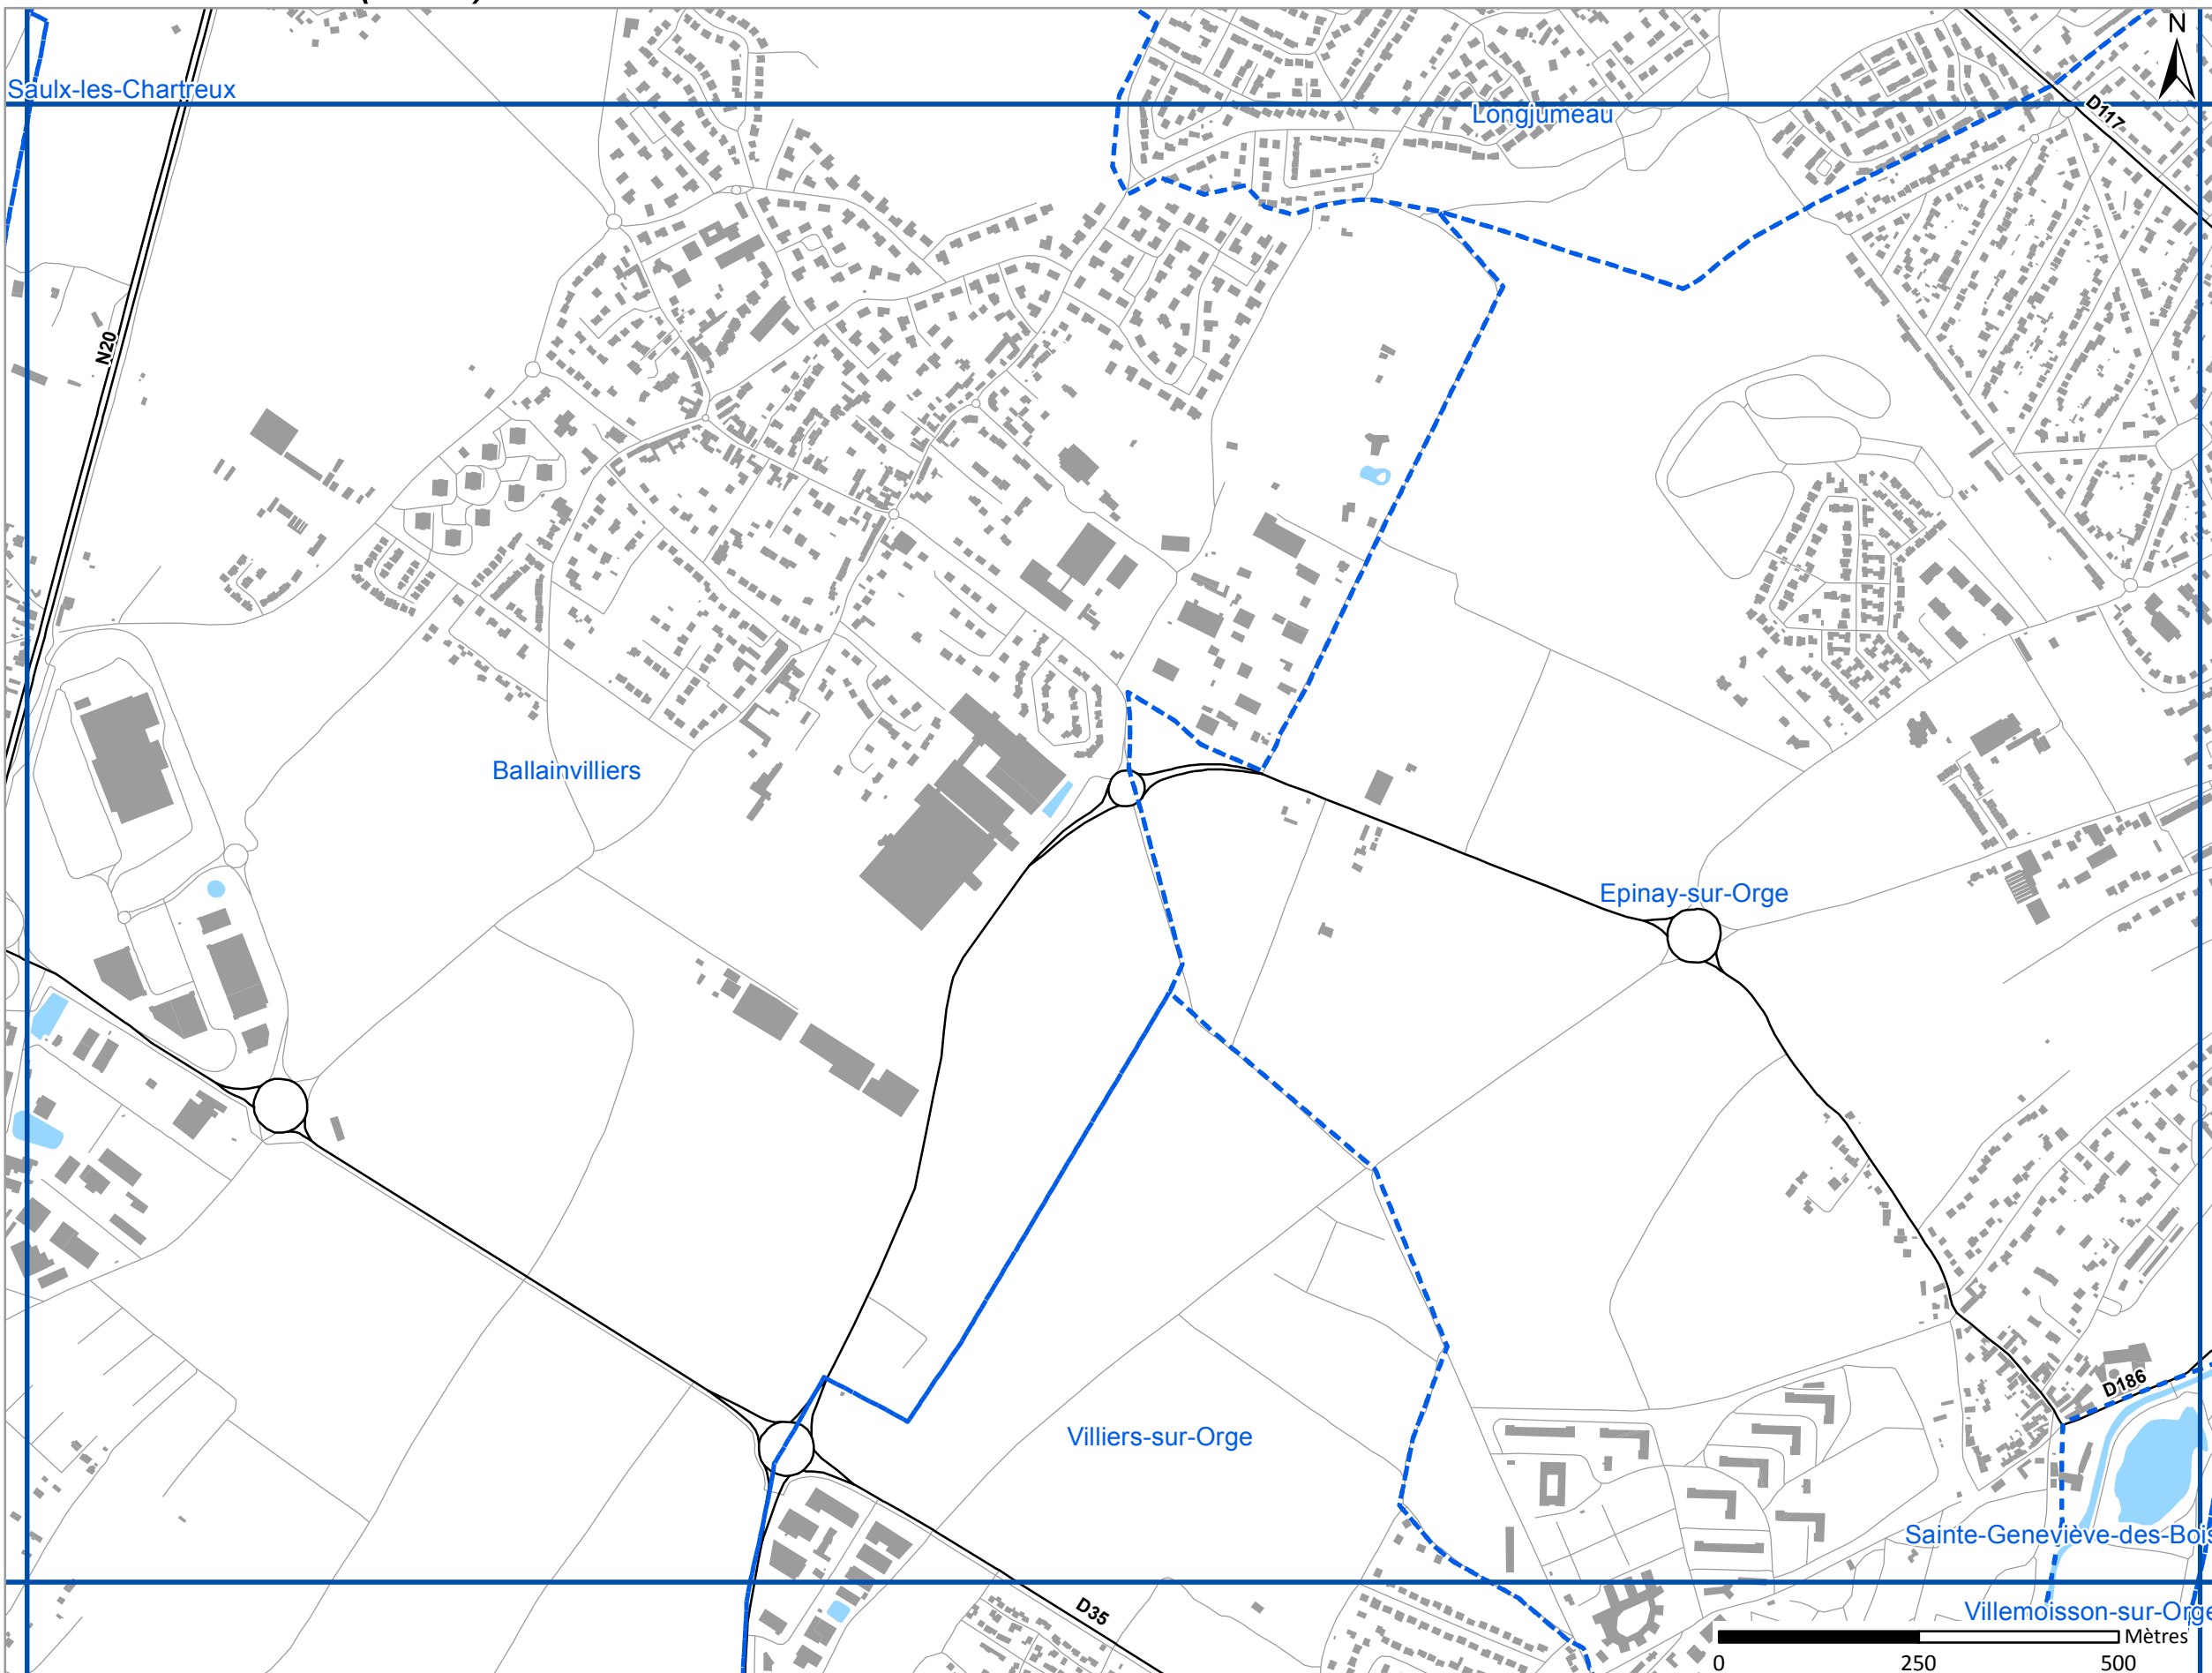 N
Saulx-les-Chartreux
Longjumeau
D117
N20
Ballainvilliers
Epinay-sur-Orge
D186
Villiers-sur-Orge
Sainte-Geneviève-des-Bois
D35
Villemoisson-sur-Orge
Mètres
0 250 500